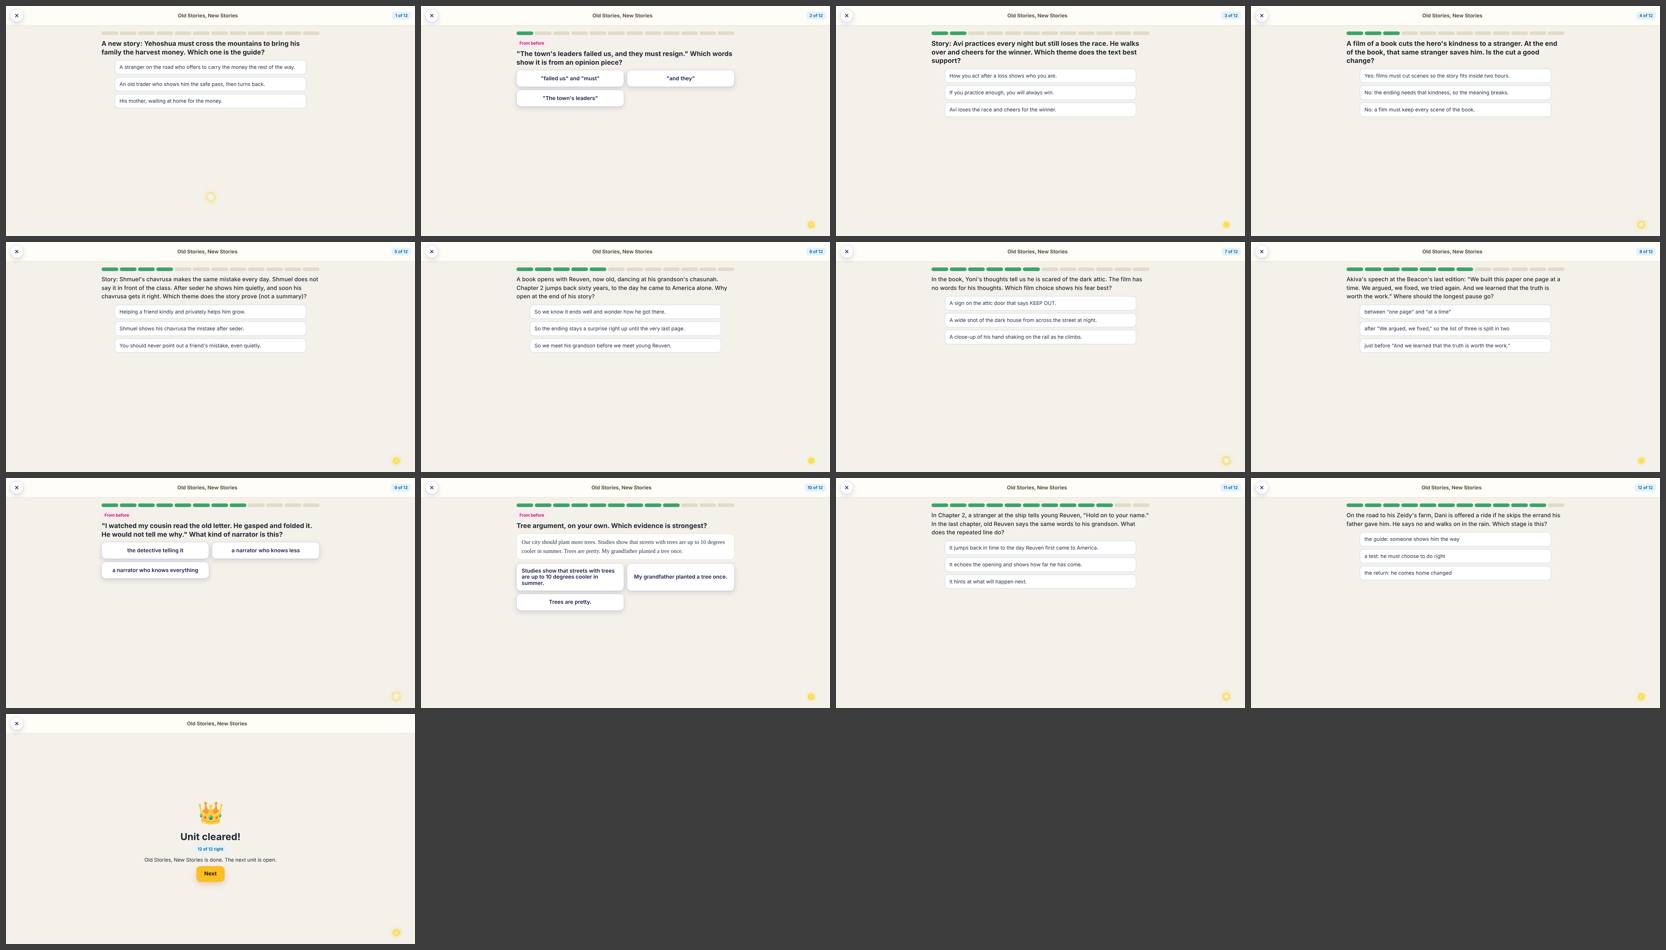 Old Stories, New Stories
1 of 12
A new story: Yehoshua must cross the mountains to bring his
family the harvest money. Which one is the guide?
A stranger on the road who offers to carry the money the rest of the way.
An old trader who shows him the safe pass, then turns back.
His mother, waiting at home for the money.
Old Stories, New Stories
2 of 12
From before
"The town's leaders failed us, and they must resign." Which words
show it is from an opinion piece?
"failed us" and "must"
"and they"
"The town's leaders"
Old Stories, New Stories
3 of 12
Story: Avi practices every night but still loses the race. He walks
over and cheers for the winner. Which theme does the text best
support?
How you act after a loss shows who you are.
If you practice enough, you will always win.
Avi loses the race and cheers for the winner.
Old Stories, New Stories
4 of 12
A film of a book cuts the hero's kindness to a stranger. At the end
of the book, that same stranger saves him. Is the cut a good
change?
Yes: films must cut scenes so the story fits inside two hours.
No: the ending needs that kindness, so the meaning breaks.
No: a film must keep every scene of the book.
Old Stories, New Stories
5 of 12
Story: Shmuel's chavrusa makes the same mistake every day. Shmuel does not
say it in front of the class. After seder he shows him quietly, and soon his
chavrusa gets it right. Which theme does the story prove (not a summary)?
Helping a friend kindly and privately helps him grow.
Shmuel shows his chavrusa the mistake after seder.
You should never point out a friend's mistake, even quietly.
Old Stories, New Stories
6 of 12
A book opens with Reuven, now old, dancing at his grandson's chasunah.
Chapter 2 jumps back sixty years, to the day he came to America alone. Why
open at the end of his story?
So we know it ends well and wonder how he got there.
So the ending stays a surprise right up until the very last page.
So we meet his grandson before we meet young Reuven.
Old Stories, New Stories
7 of 12
In the book, Yoni's thoughts tell us he is scared of the dark attic. The film has
no words for his thoughts. Which film choice shows his fear best?
A sign on the attic door that says KEEP OUT.
A wide shot of the dark house from across the street at night.
A close-up of his hand shaking on the rail as he climbs.
Old Stories, New Stories
8 of 12
Akiva's speech at the Beacon's last edition: "We built this paper one page at a
time. We argued, we fixed, we tried again. And we learned that the truth is
worth the work." Where should the longest pause go?
between "one page" and "at a time"
after "We argued, we fixed," so the list of three is split in two
just before "And we learned that the truth is worth the work."
Old Stories, New Stories
9 of 12
From before
"I watched my cousin read the old letter. He gasped and folded it.
He would not tell me why." What kind of narrator is this?
the detective telling it
a narrator who knows less
a narrator who knows everything
Old Stories, New Stories
10 of 12
From before
Tree argument, on your own. Which evidence is strongest?
Our city should plant more trees. Studies show that streets with trees are up to 10 degrees
cooler in summer. Trees are pretty. My grandfather planted a tree once.
Studies show that streets with trees
are up to 10 degrees cooler in
summer.
My grandfather planted a tree once.
Trees are pretty.
Old Stories, New Stories
11 of 12
In Chapter 2, a stranger at the ship tells young Reuven, "Hold on to your name."
In the last chapter, old Reuven says the same words to his grandson. What
does the repeated line do?
It jumps back in time to the day Reuven first came to America.
It echoes the opening and shows how far he has come.
It hints at what will happen next.
Old Stories, New Stories
12 of 12
On the road to his Zeidy's farm, Dani is offered a ride if he skips the errand his
father gave him. He says no and walks on in the rain. Which stage is this?
the guide: someone shows him the way
a test: he must choose to do right
the return: he comes home changed
Old Stories, New Stories
Unit cleared!
12 of 12 right
Old Stories, New Stories is done. The next unit is open.
Next